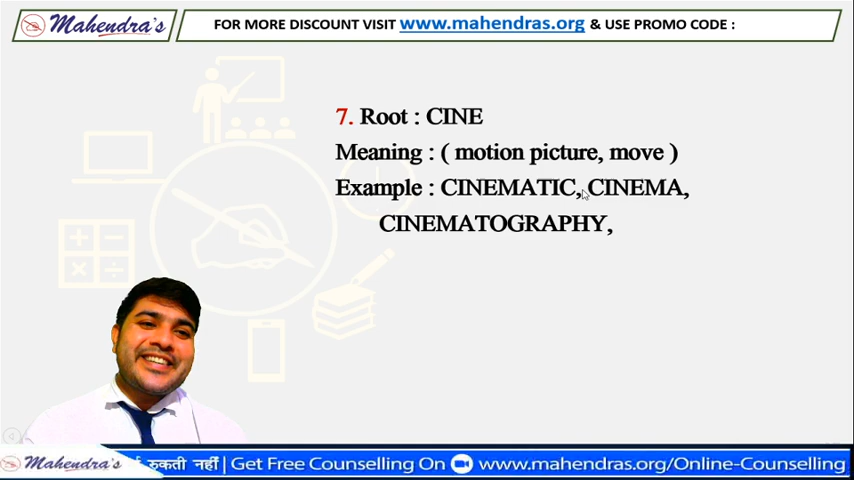 Mahendra's
FOR MORE DISCOUNT VISIT www.mahendras.org & USE PROMO CODE :
7. Root : CINE
Meaning : ( motion picture, move )
Example : CINEMATIC, CINEMA,
CINEMATOGRAPHY,
Mahendra's रुकती नहीं | Get Free Counselling On www.mahendras.org/Online-Counselling